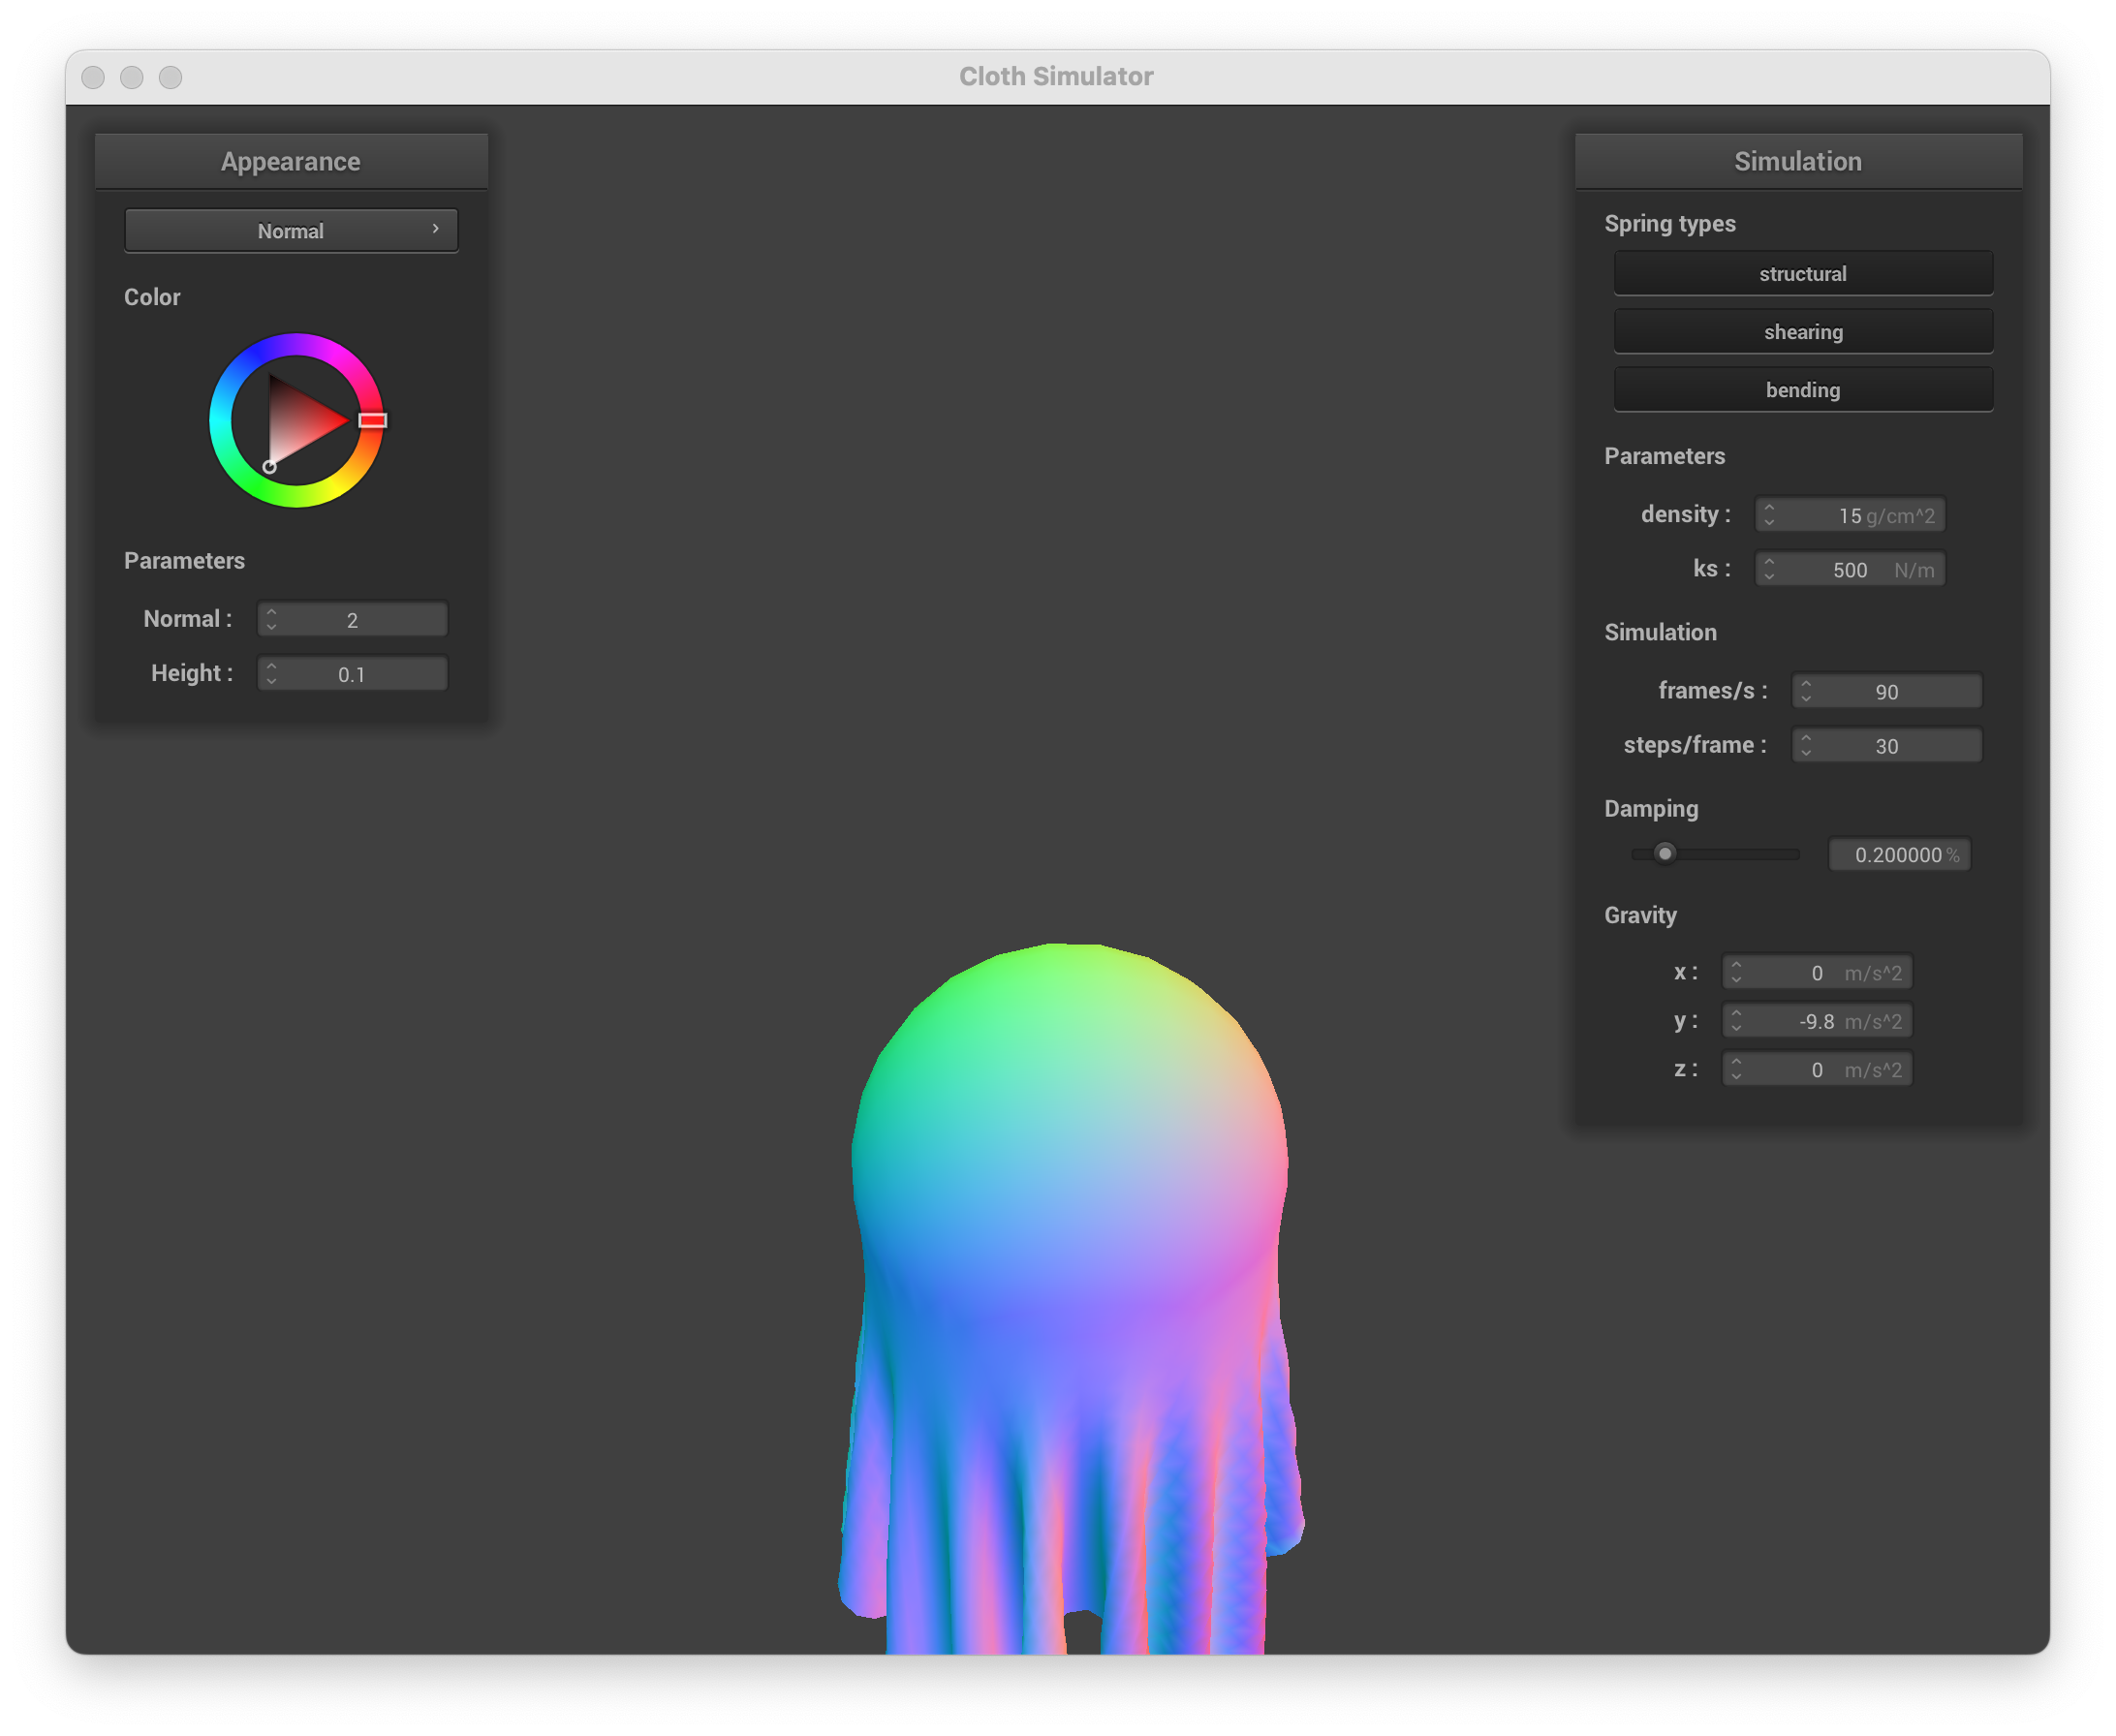 Cloth Simulator
Appearance
Normal
Color
Parameters
Normal : 2
Height : 0.1
Simulation
Spring types
structural
shearing
bending
Parameters
density : 15 g/cm^2
ks : 500 N/m
Simulation
frames/s : 90
steps/frame : 30
Damping
0.200000 %
Gravity
x : 0 m/s^2
y : -9.8 m/s^2
z : 0 m/s^2